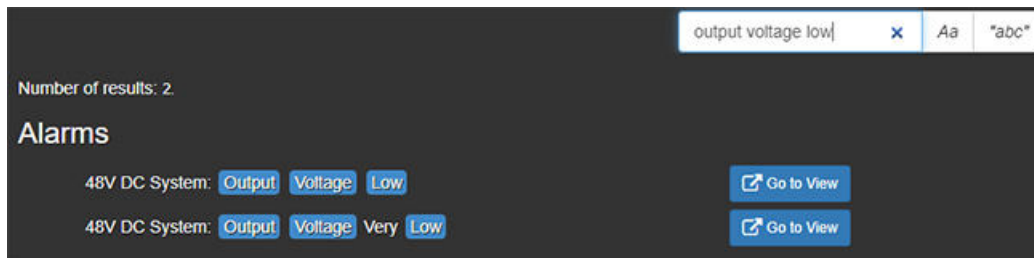 output voltage low × Aa "abc"
Number of results: 2.
Alarms
48V DC System: Output Voltage Low Go to View
48V DC System: Output Voltage Very Low Go to View